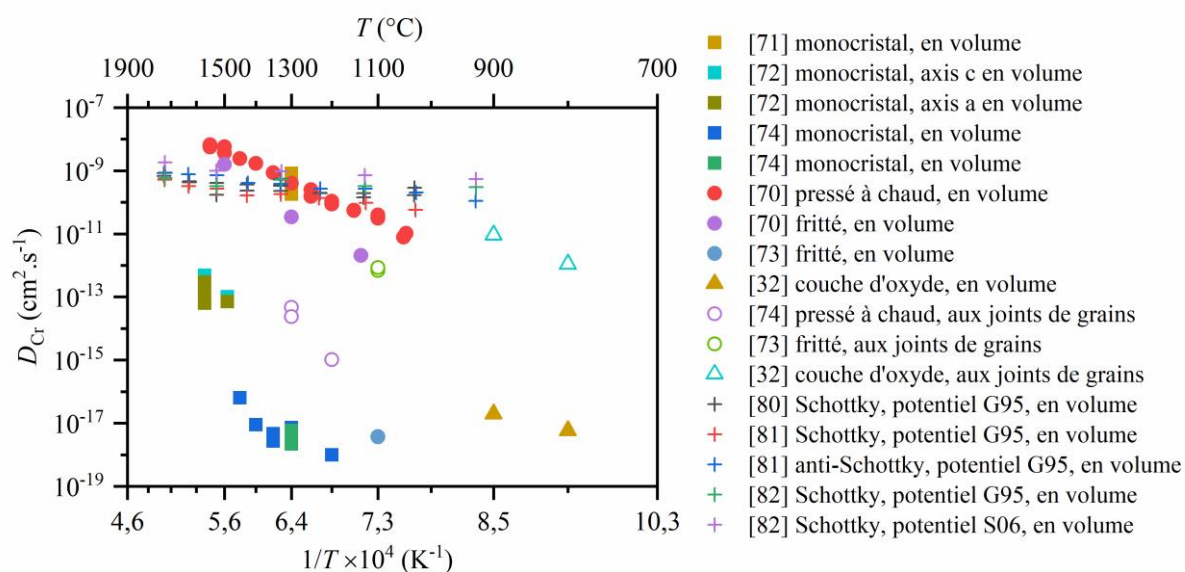 T (°C)
1900 1500 1300 1100 900 700
10⁻⁷
10⁻⁹
10⁻¹¹
10⁻¹³
10⁻¹⁵
10⁻¹⁷
10⁻¹⁹
D_Cr (cm².s⁻¹)
4,6 5,6 6,4 7,3 8,5 10,3
1/T ×10⁴ (K⁻¹)
[71] monocristal, en volume
[72] monocristal, axis c en volume
[72] monocristal, axis a en volume
[74] monocristal, en volume
[74] monocristal, en volume
[70] pressé à chaud, en volume
[70] fritté, en volume
[73] fritté, en volume
[32] couche d'oxyde, en volume
[74] pressé à chaud, aux joints de grains
[73] fritté, aux joints de grains
[32] couche d'oxyde, aux joints de grains
[80] Schottky, potentiel G95, en volume
[81] Schottky, potentiel G95, en volume
[81] anti-Schottky, potentiel G95, en volume
[82] Schottky, potentiel G95, en volume
[82] Schottky, potentiel S06, en volume